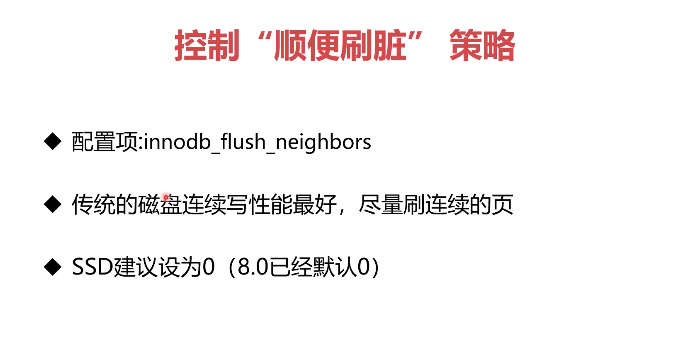 控制“顺便刷脏” 策略
◆ 配置项:innodb_flush_neighbors
◆ 传统的磁盘连续写性能最好，尽量刷连续的页
◆ SSD建议设为0（8.0已经默认0）